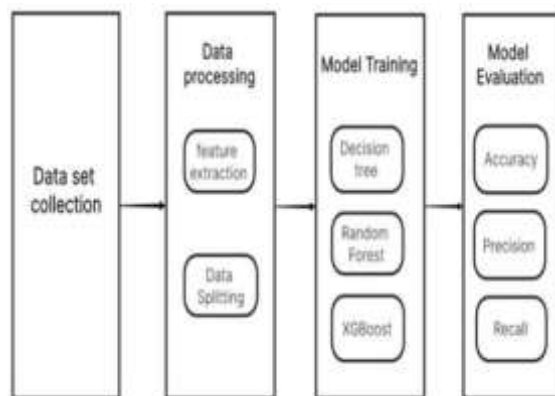 Data set
collection
Data
processing
feature
extraction
Data
Splitting
Model Training
Decision
tree
Random
Forest
XGBoost
Model
Evaluation
Accuracy
Precision
Recall